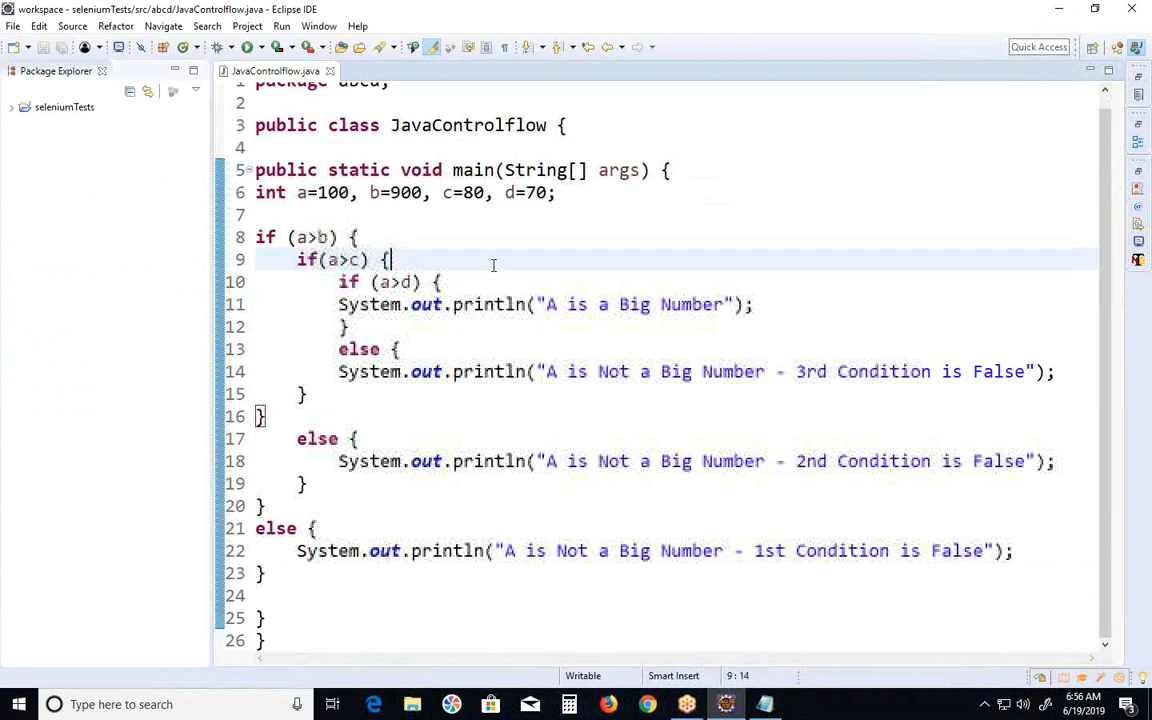 workspace - seleniumTests/src/abcd/JavaControlflow.java - Eclipse IDE
File Edit Source Refactor Navigate Search Project Run Window Help
Quick Access
Package Explorer
JavaControlflow.java
seleniumTests
1 package abcd;
2
3 public class JavaControlflow {
4
5 public static void main(String[] args) {
6 int a=100, b=900, c=80, d=70;
7
8 if (a>b) {
9 if(a>c) {
10 if (a>d) {
11 System.out.println("A is a Big Number");
12 }
13 else {
14 System.out.println("A is Not a Big Number - 3rd Condition is False");
15 }
16 }
17 else {
18 System.out.println("A is Not a Big Number - 2nd Condition is False");
19 }
20 }
21 else {
22 System.out.println("A is Not a Big Number - 1st Condition is False");
23 }
24
25 }
26 }
Writable Smart Insert 9 : 14
Type here to search
6:56 AM
6/19/2019
3